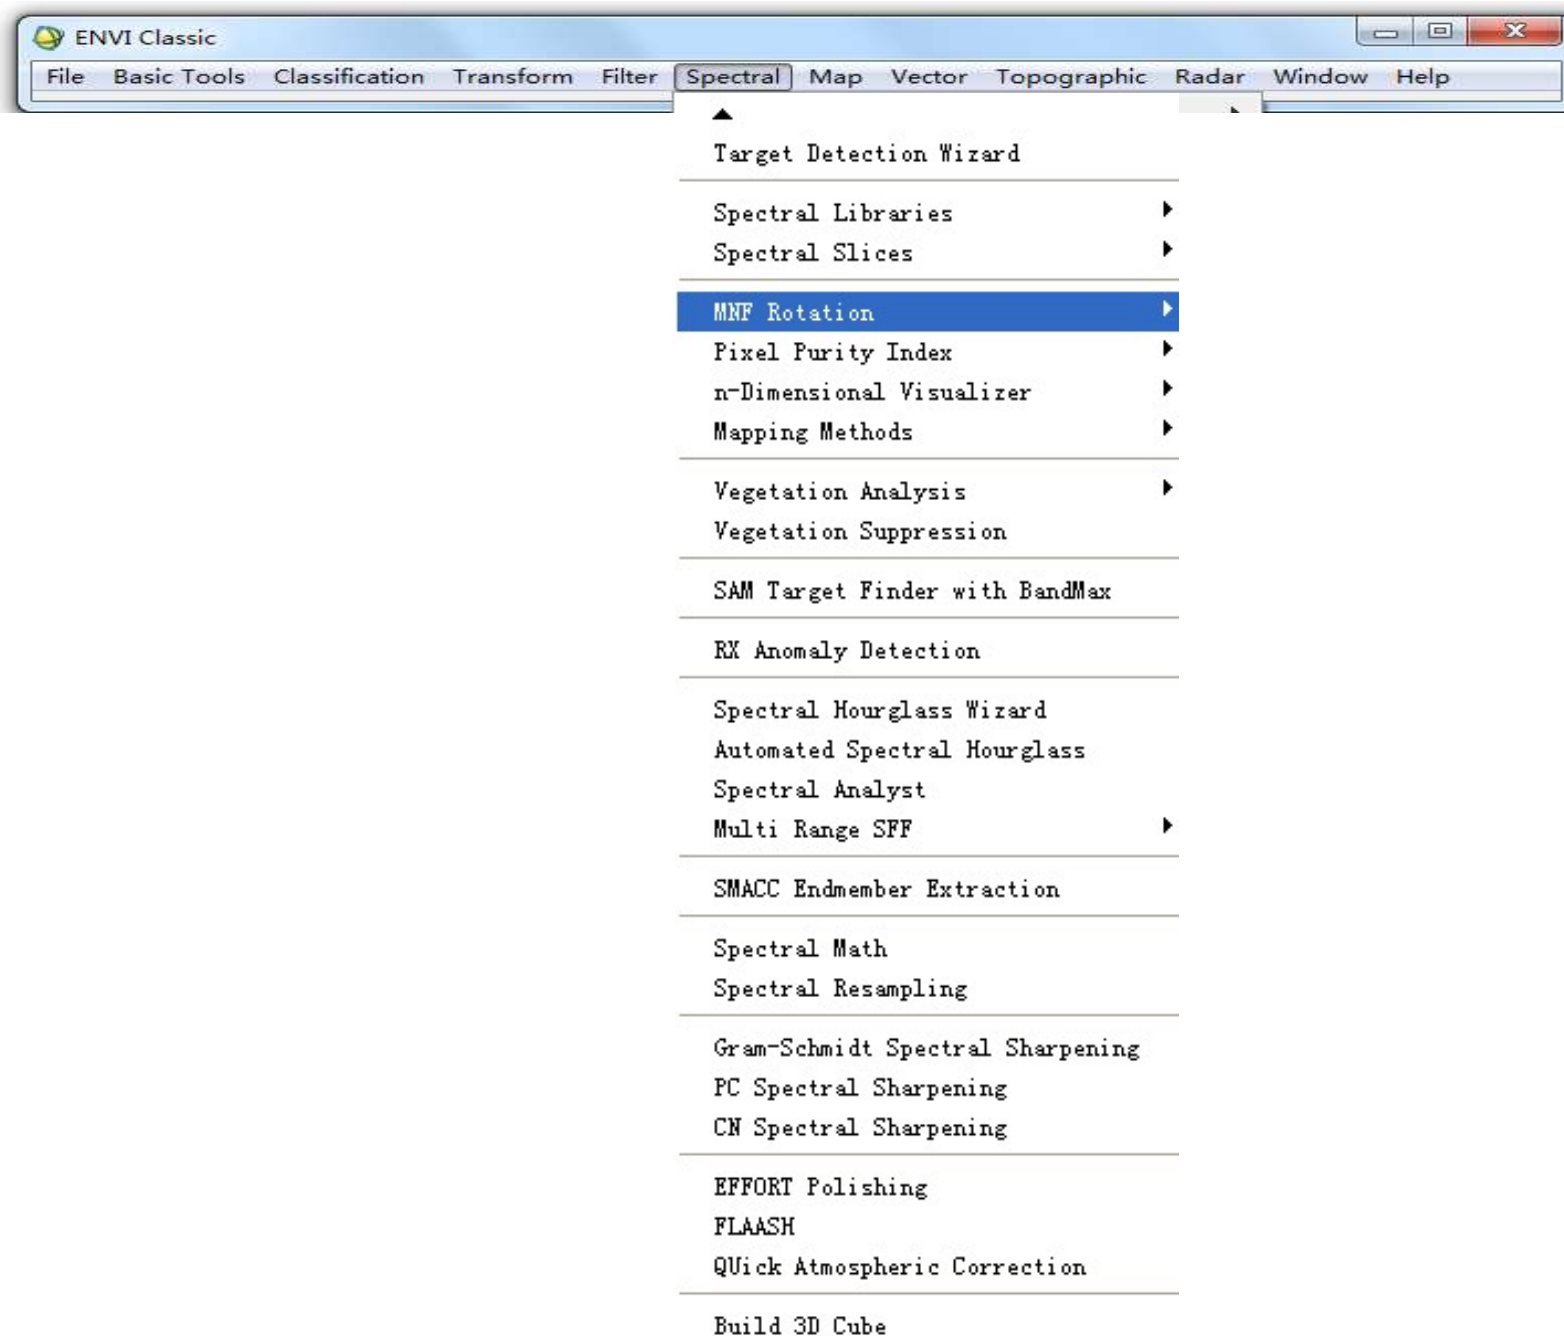 ENVI Classic
File Basic Tools Classification Transform Filter Spectral Map Vector Topographic Radar Window Help
Target Detection Wizard
Spectral Libraries
Spectral Slices
MNF Rotation
Pixel Purity Index
n-Dimensional Visualizer
Mapping Methods
Vegetation Analysis
Vegetation Suppression
SAM Target Finder with BandMax
RX Anomaly Detection
Spectral Hourglass Wizard
Automated Spectral Hourglass
Spectral Analyst
Multi Range SFF
SMACC Endmember Extraction
Spectral Math
Spectral Resampling
Gram-Schmidt Spectral Sharpening
PC Spectral Sharpening
CN Spectral Sharpening
EFFORT Polishing
FLAASH
QUick Atmospheric Correction
Build 3D Cube